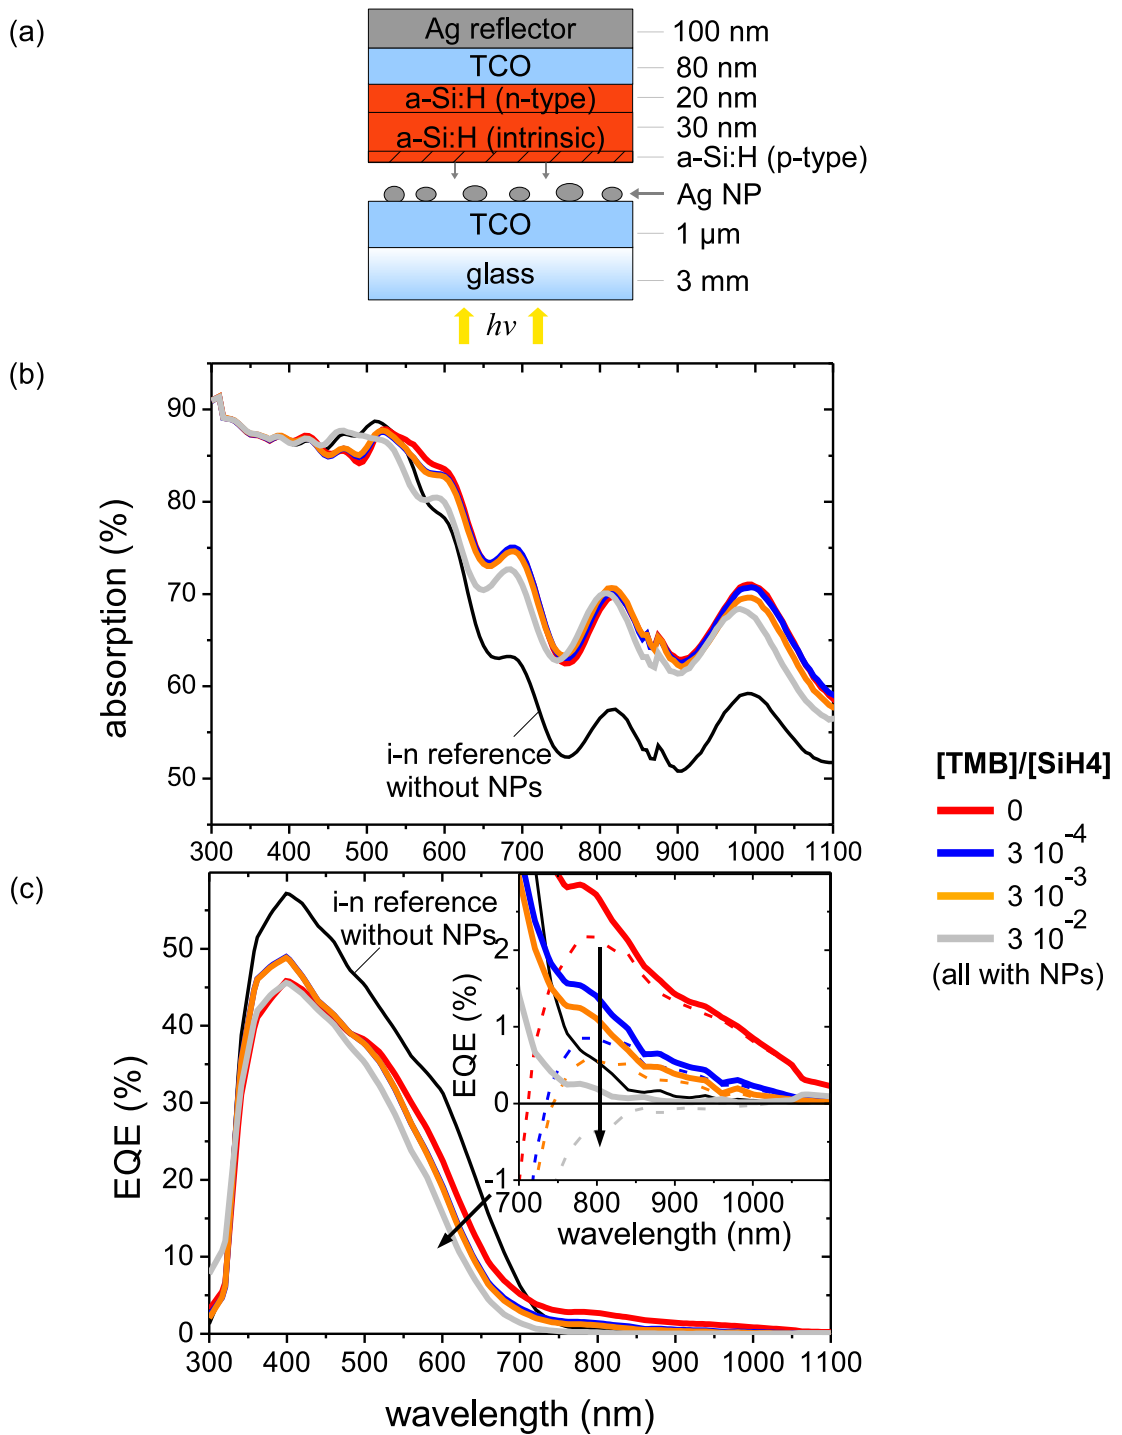 (a)
Ag reflector
100 nm
TCO
80 nm
a-Si:H (n-type)
20 nm
30 nm
a-Si:H (intrinsic)
a-Si:H (p-type)
Ag NP
TCO
1 µm
glass
3 mm
hν
(b)
absorption (%)
90
80
70
60
50
i-n reference
without NPs
300 400 500 600 700 800 900 1000 1100
[TMB]/[SiH4]
0
3 10-4
3 10-3
3 10-2
(all with NPs)
(c)
EQE (%)
50
40
30
20
10
0
i-n reference
without NPs
EQE (%)
2
1
0
-1
700 800 900 1000
wavelength (nm)
300 400 500 600 700 800 900 1000 1100
wavelength (nm)